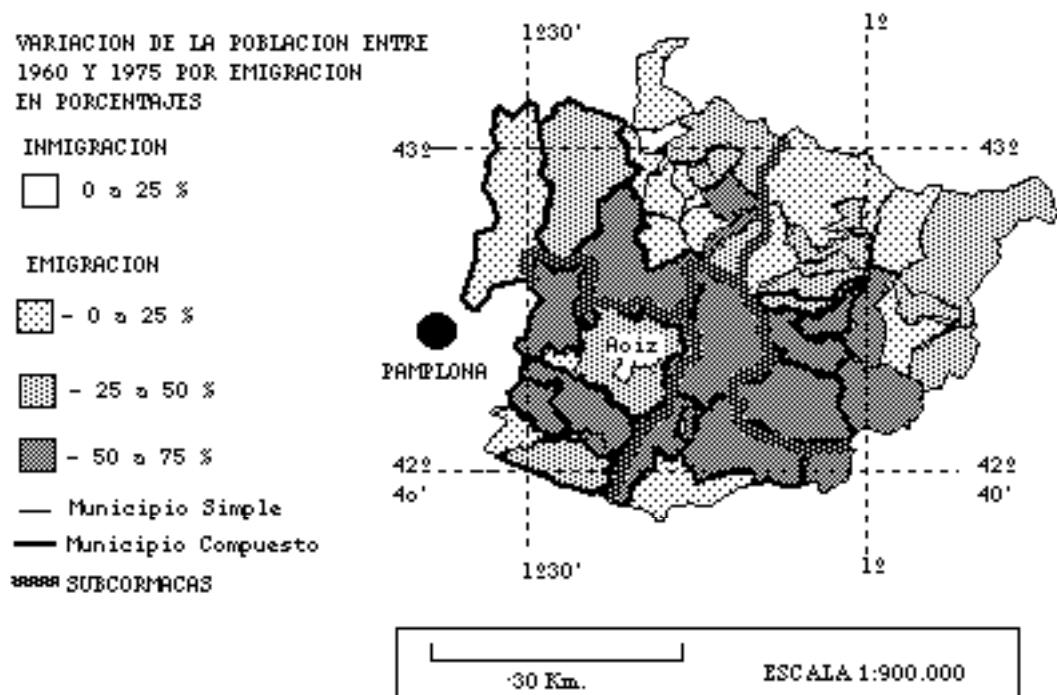 VARIACION DE LA POBLACION ENTRE
1960 Y 1975 POR EMIGRACION
EN PORCENTAJES
INMIGRACION
0 a 25 %
EMIGRACION
- 0 a 25 %
- 25 a 50 %
- 50 a 75 %
Municipio Simple
Municipio Compuesto
SUBCORMACAS
1º30'
1º
43º
43º
Aoiz
PAMPLONA
42º
40'
42º
40'
1º30'
1º
30 Km.
ESCALA 1:900.000